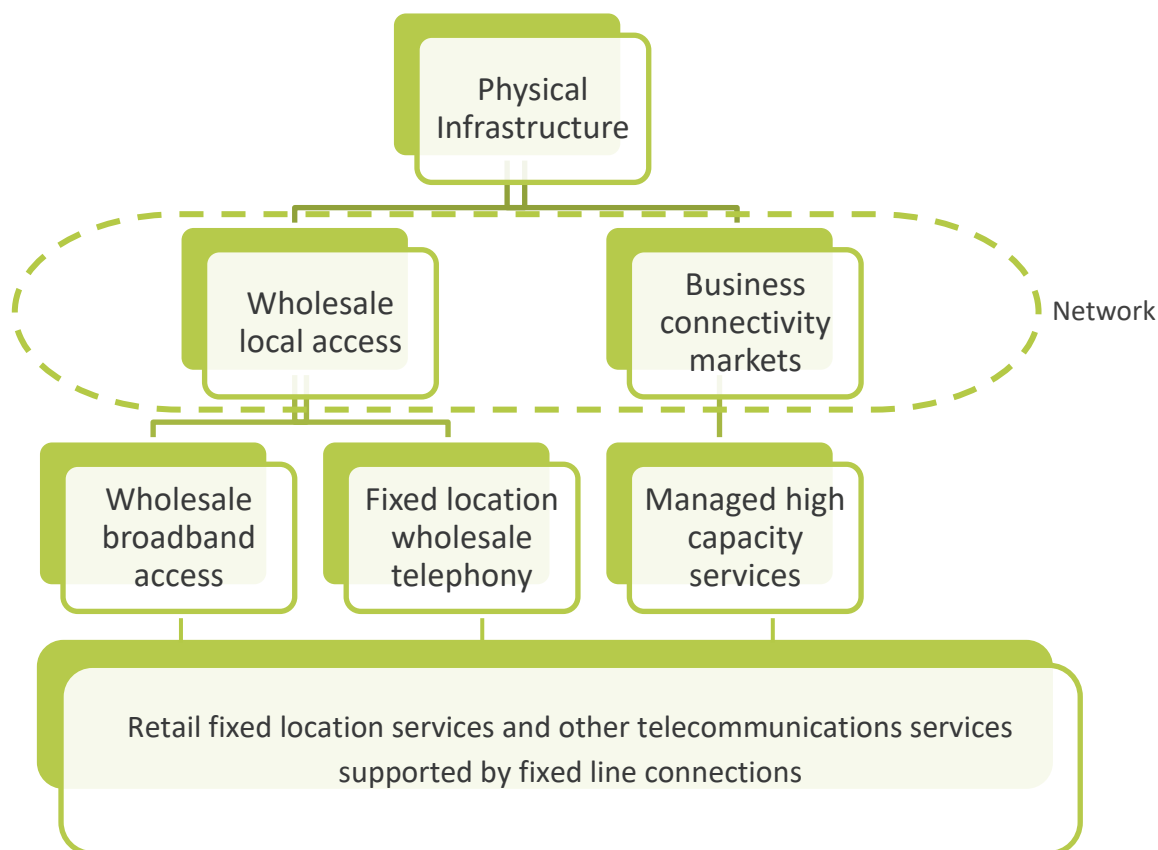 Physical
Infrastructure
Wholesale
local access
Business
connectivity
markets
Network
Wholesale
broadband
access
Fixed location
wholesale
telephony
Managed high
capacity
services
Retail fixed location services and other telecommunications services
supported by fixed line connections